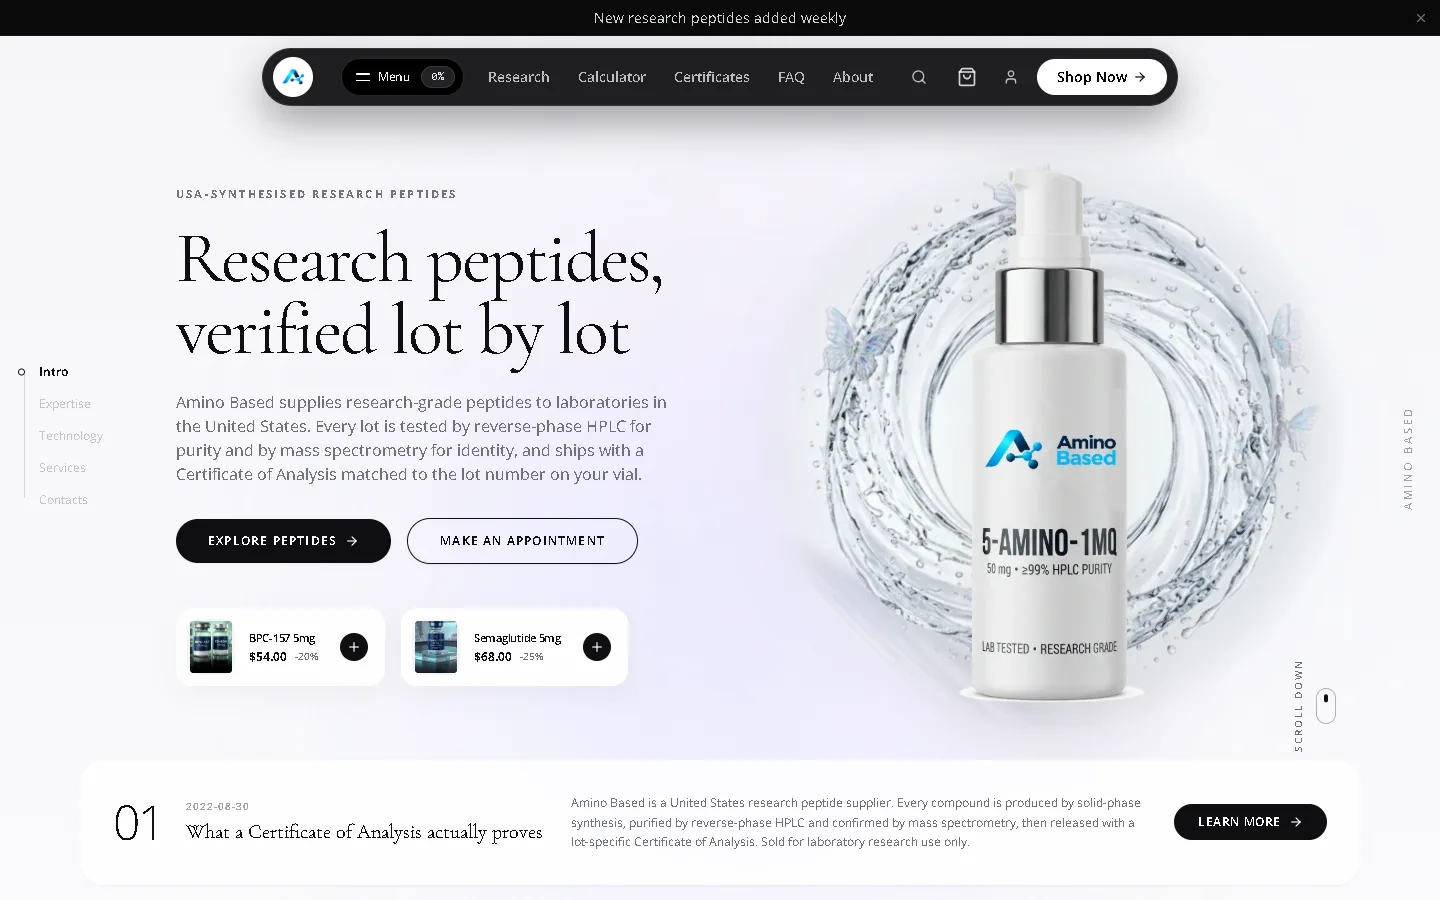 New research peptides added weekly
Menu 0% Research Calculator Certificates FAQ About Shop Now
USA-SYNTHESISED RESEARCH PEPTIDES
Research peptides,
verified lot by lot
Intro
Expertise
Technology
Services
Contacts
Amino Based supplies research-grade peptides to laboratories in
the United States. Every lot is tested by reverse-phase HPLC for
purity and by mass spectrometry for identity, and ships with a
Certificate of Analysis matched to the lot number on your vial.
EXPLORE PEPTIDES
MAKE AN APPOINTMENT
BPC-157 5mg
$54.00 -20%
Semaglutide 5mg
$68.00 -25%
Amino
Based
5-AMINO-1MQ
50 mg • ≥99% HPLC PURITY
LAB TESTED • RESEARCH GRADE
AMINO BASED
SCROLL DOWN
01
2022-08-30
What a Certificate of Analysis actually proves
Amino Based is a United States research peptide supplier. Every compound is produced by solid-phase
synthesis, purified by reverse-phase HPLC and confirmed by mass spectrometry, then released with a
lot-specific Certificate of Analysis. Sold for laboratory research use only.
LEARN MORE